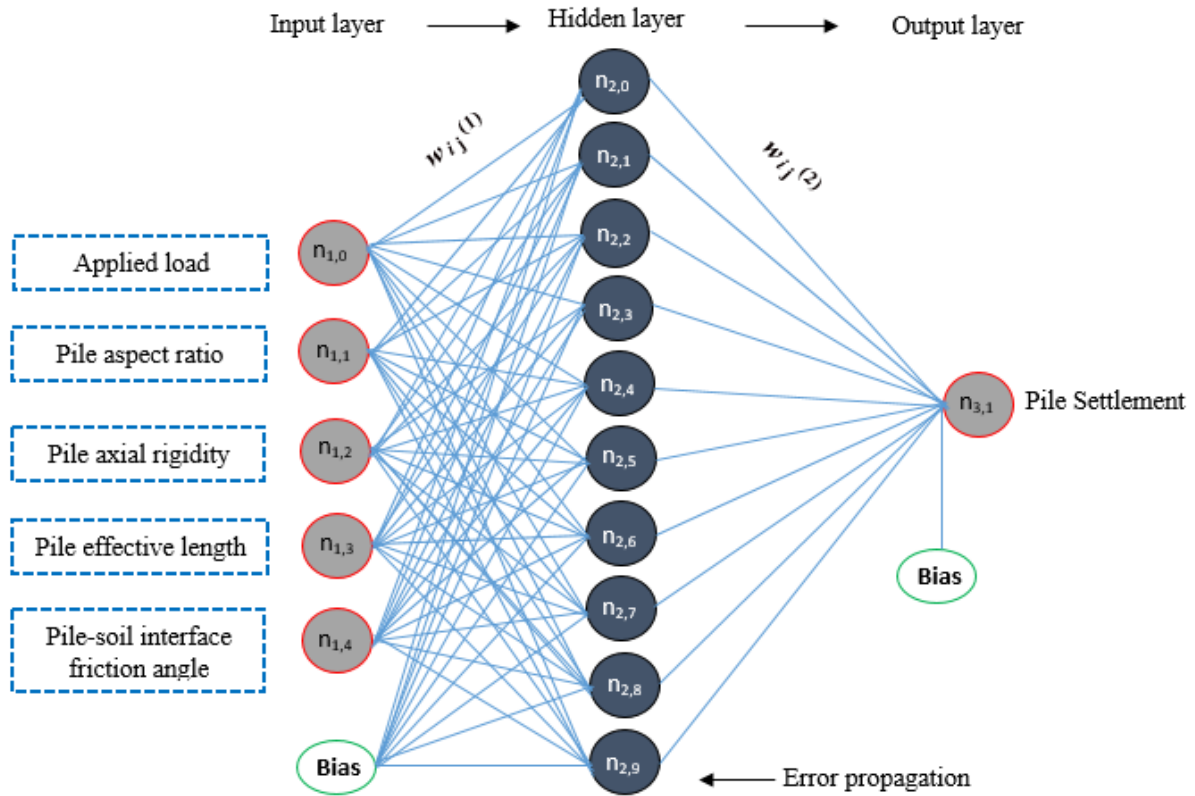 Input layer
Hidden layer
Output layer
w i j (1)
w i j (2)
Applied load
Pile aspect ratio
Pile axial rigidity
Pile effective length
Pile-soil interface
friction angle
n1,0
n1,1
n1,2
n1,3
n1,4
Bias
n2,0
n2,1
n2,2
n2,3
n2,4
n2,5
n2,6
n2,7
n2,8
n2,9
n3,1
Pile Settlement
Bias
Error propagation